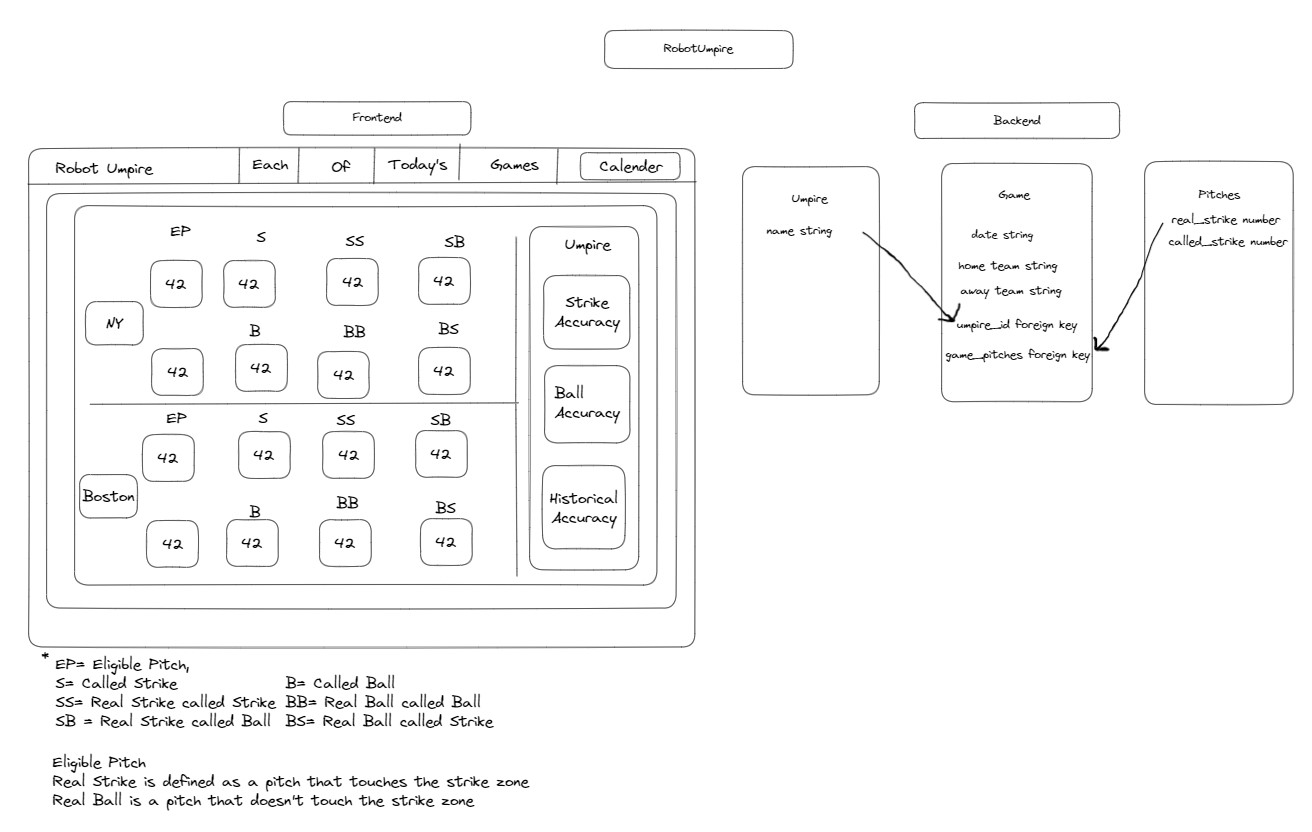 RobotUmpire
Frontend
Backend
Robot Umpire
Each
Of
Today's
Games
Calender
EP
S
SS
SB
42
42
42
42
NY
B
BB
BS
42
42
42
42
EP
S
SS
SB
42
42
42
42
Boston
B
BB
BS
42
42
42
42
Umpire
Strike
Accuracy
Ball
Accuracy
Historical
Accuracy
Umpire
name string
Game
date string
home team string
away team string
umpire_id foreign key
game_pitches foreign key
Pitches
real_strike number
called_strike number
* EP= Eligible Pitch,
S= Called Strike B= Called Ball
SS= Real Strike called Strike BB= Real Ball called Ball
SB = Real Strike called Ball BS= Real Ball called Strike
Eligible Pitch
Real Strike is defined as a pitch that touches the strike zone
Real Ball is a pitch that doesn't touch the strike zone